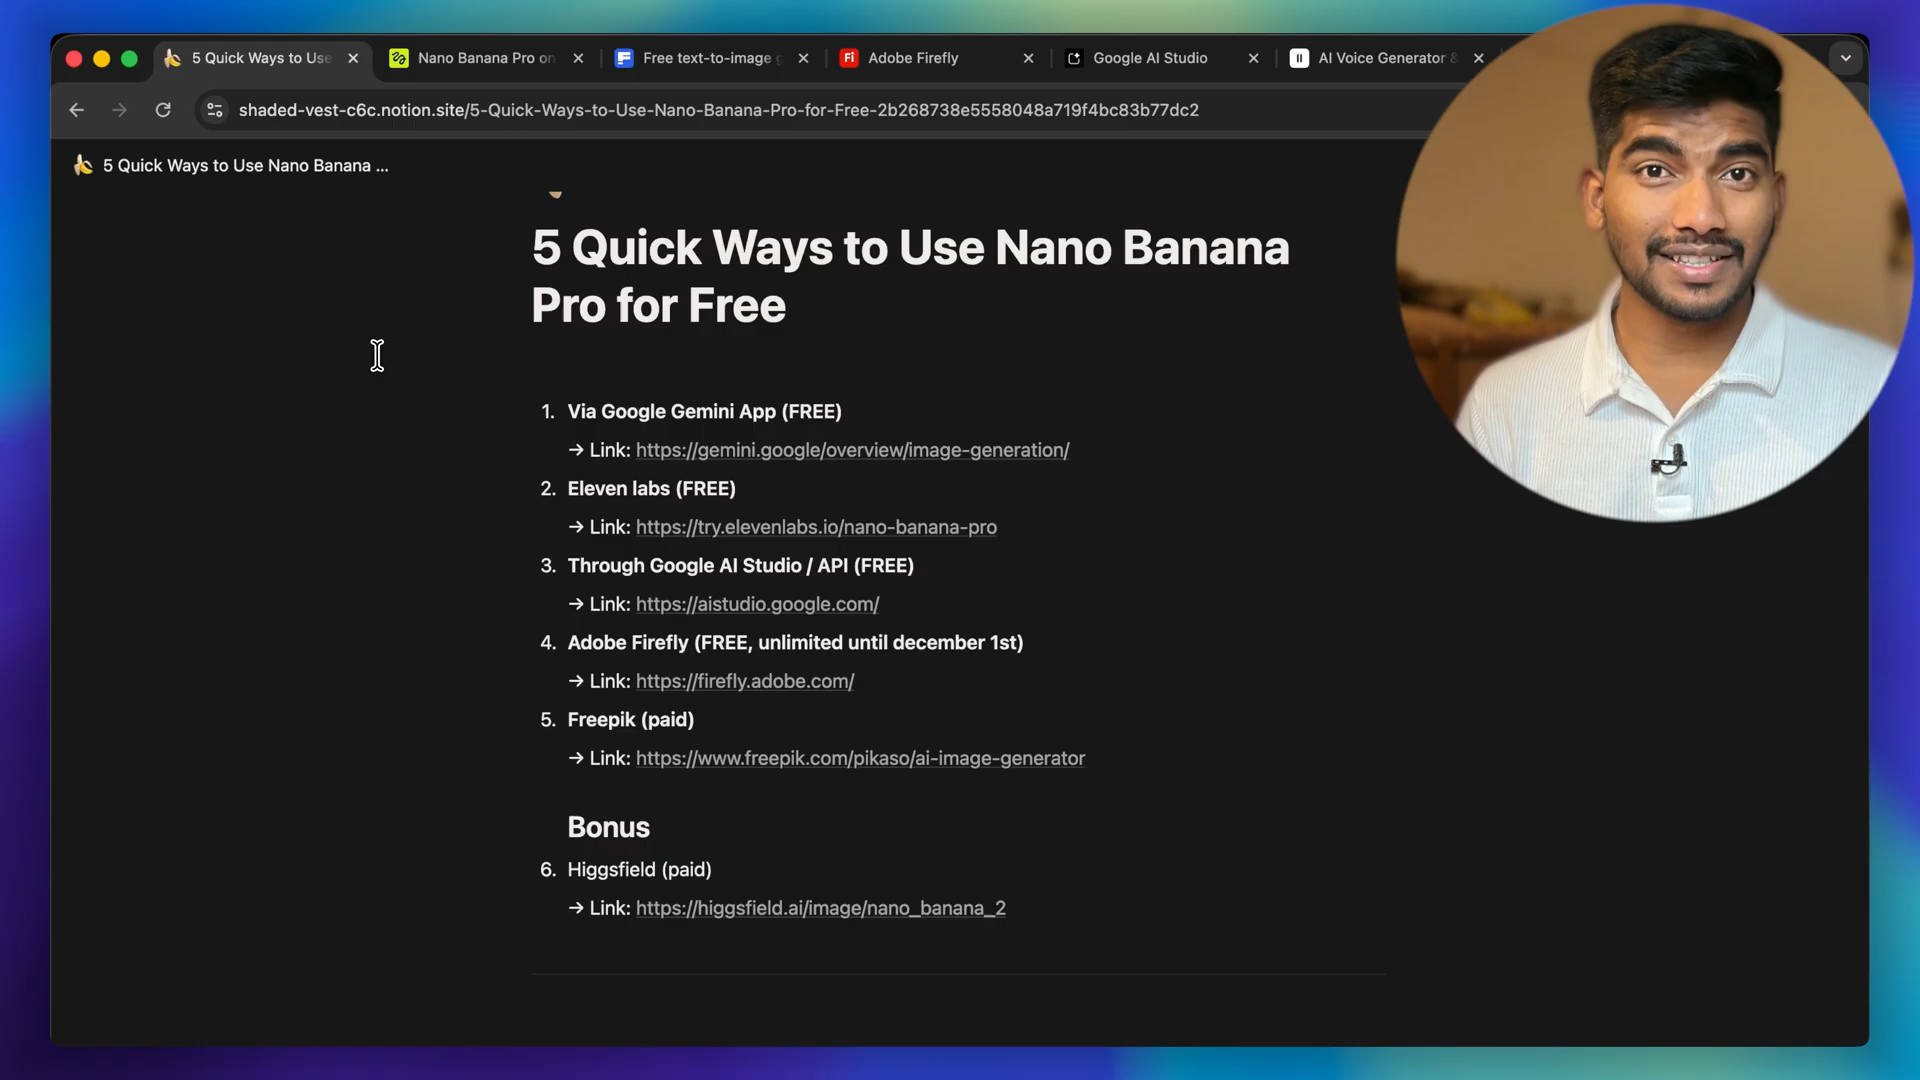 5 Quick Ways to Use
Nano Banana Pro on
Free text-to-image g
Adobe Firefly
Google AI Studio
AI Voice Generator &
shaded-vest-c6c.notion.site/5-Quick-Ways-to-Use-Nano-Banana-Pro-for-Free-2b268738e5558048a719f4bc83b77dc2
5 Quick Ways to Use Nano Banana ...
5 Quick Ways to Use Nano Banana
Pro for Free
1. Via Google Gemini App (FREE)
→ Link: https://gemini.google/overview/image-generation/
2. Eleven labs (FREE)
→ Link: https://try.elevenlabs.io/nano-banana-pro
3. Through Google AI Studio / API (FREE)
→ Link: https://aistudio.google.com/
4. Adobe Firefly (FREE, unlimited until december 1st)
→ Link: https://firefly.adobe.com/
5. Freepik (paid)
→ Link: https://www.freepik.com/pikaso/ai-image-generator
Bonus
6. Higgsfield (paid)
→ Link: https://higgsfield.ai/image/nano_banana_2